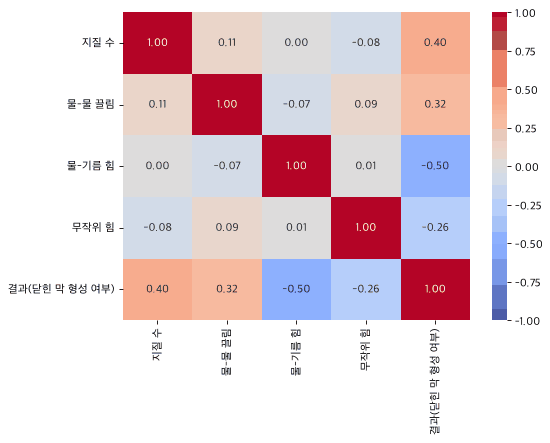 지질 수 1.00 0.11 0.00 -0.08 0.40
물-물 끌림 0.11 1.00 -0.07 0.09 0.32
물-기름 힘 0.00 -0.07 1.00 0.01 -0.50
무작위 힘 -0.08 0.09 0.01 1.00 -0.26
결과(닫힌 막 형성 여부) 0.40 0.32 -0.50 -0.26 1.00
지질 수
물-물 끌림
물-기름 힘
무작위 힘
결과(닫힌 막 형성 여부)
1.00
0.75
0.50
0.25
0.00
-0.25
-0.50
-0.75
-1.00